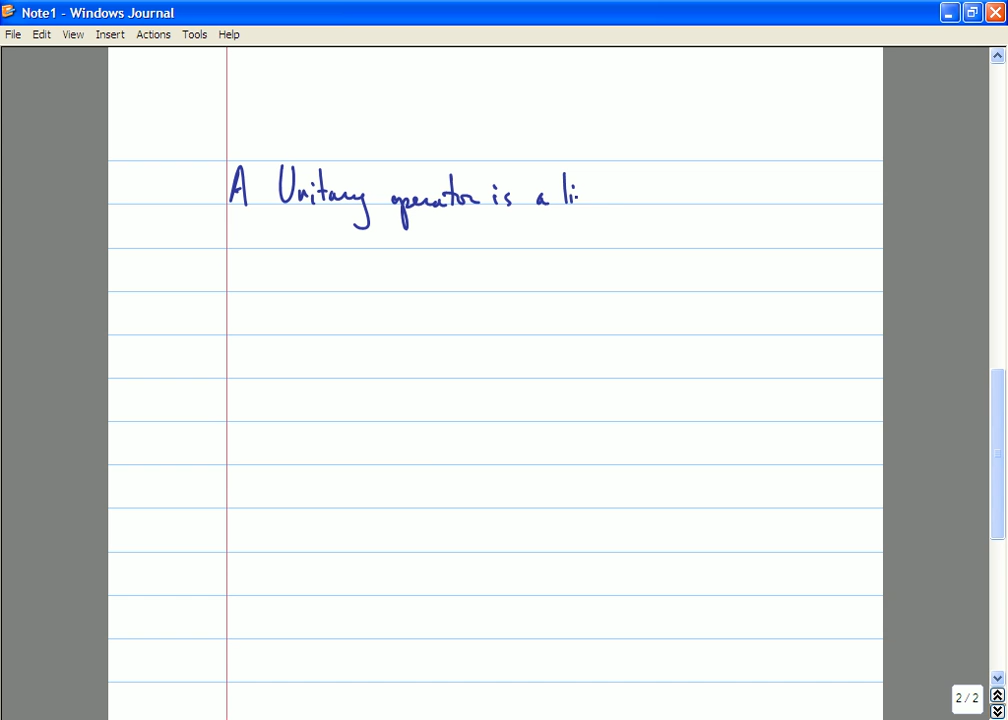 Note1 - Windows Journal
File Edit View Insert Actions Tools Help
A Unitary operator is a li
2 / 2